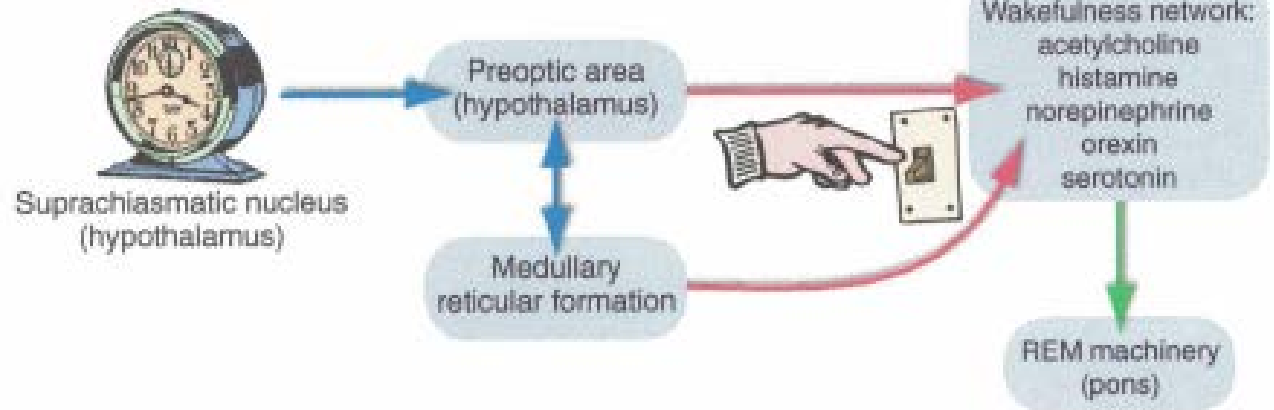 Suprachiasmatic nucleus
(hypothalamus)
Preoptic area
(hypothalamus)
Medullary
reticular formation
Wakefulness network:
acetylcholine
histamine
norepinephrine
orexin
serotonin
REM machinery
(pons)